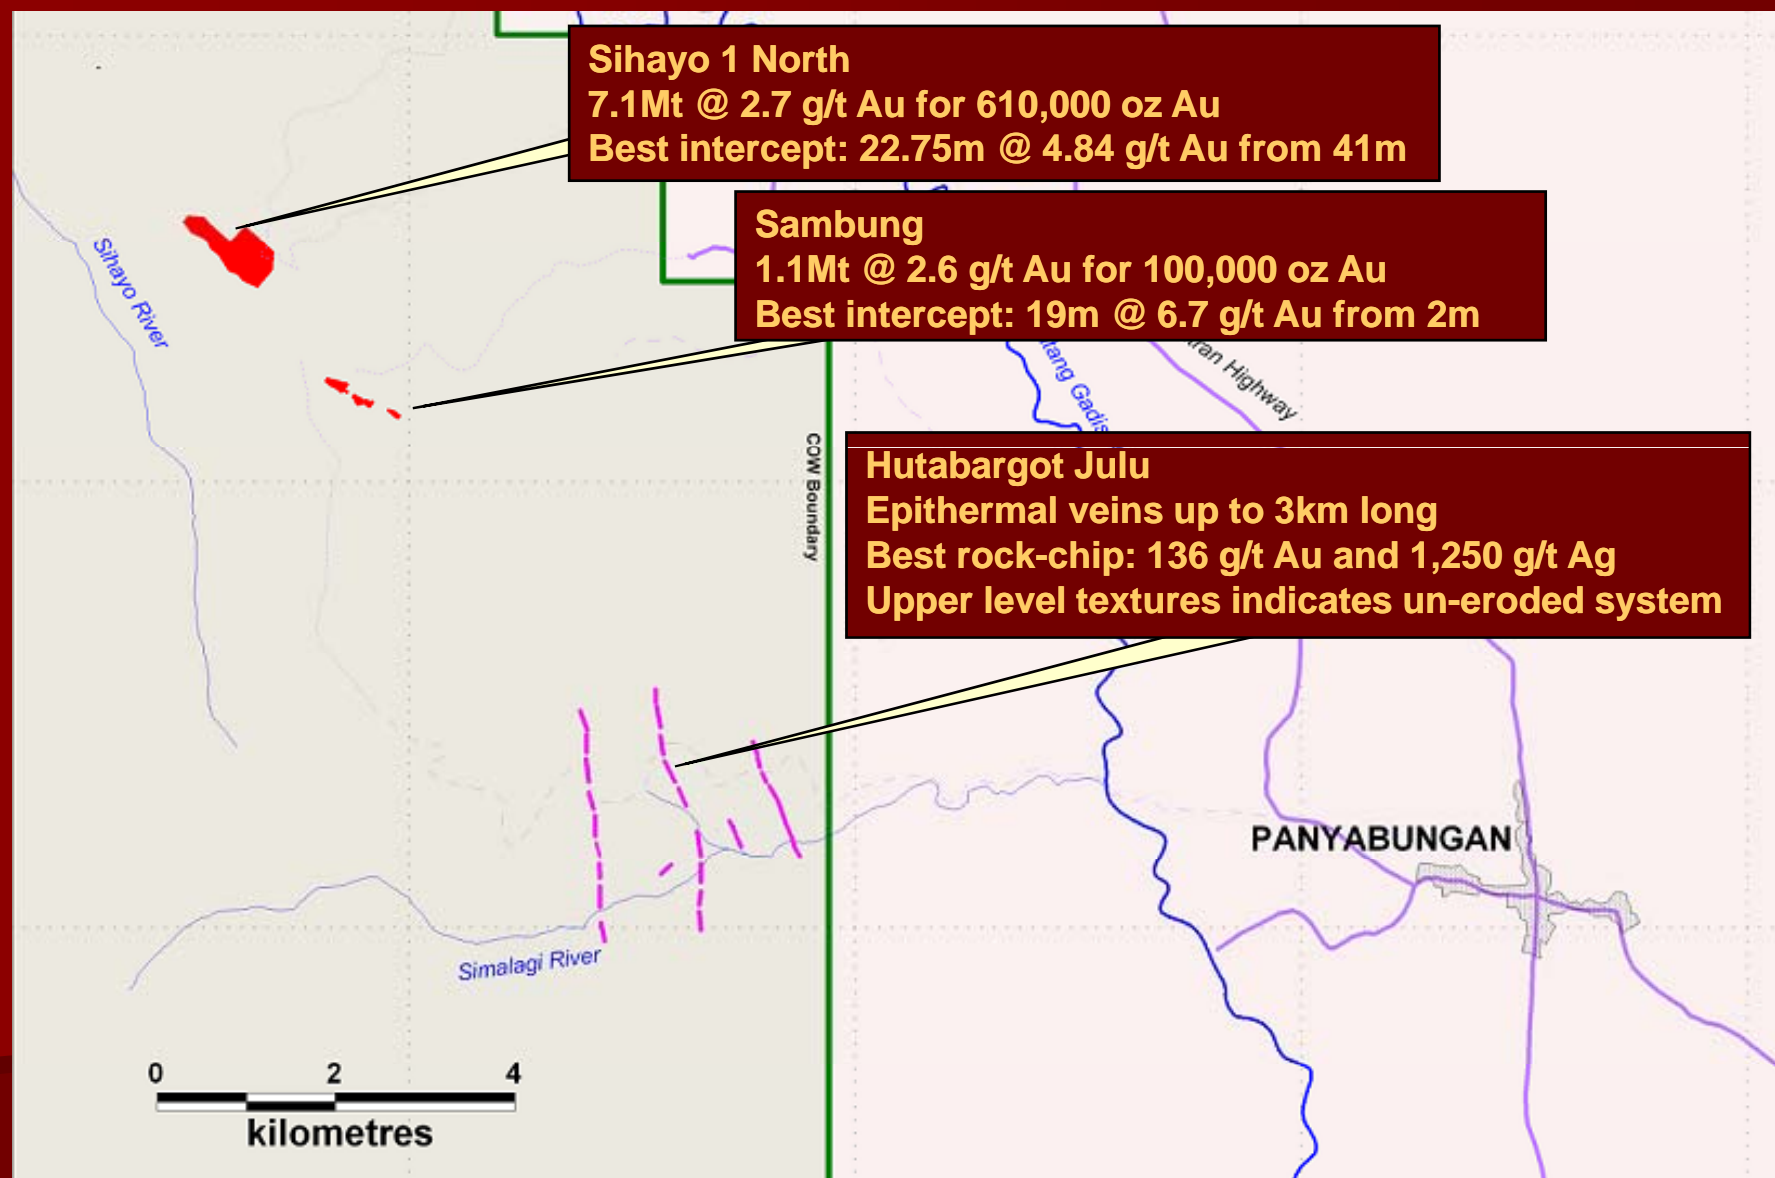 Sihayo 1 North
7.1Mt @ 2.7 g/t Au for 610,000 oz Au
Best intercept: 22.75m @ 4.84 g/t Au from 41m
Sambung
1.1Mt @ 2.6 g/t Au for 100,000 oz Au
Best intercept: 19m @ 6.7 g/t Au from 2m
Sihayo River
Gadis
Highway
COW Boundary
Hutabargot Julu
Epithermal veins up to 3km long
Best rock-chip: 136 g/t Au and 1,250 g/t Ag
Upper level textures indicates un-eroded system
PANYABUNGAN
Simalagi River
0 2 4
kilometres